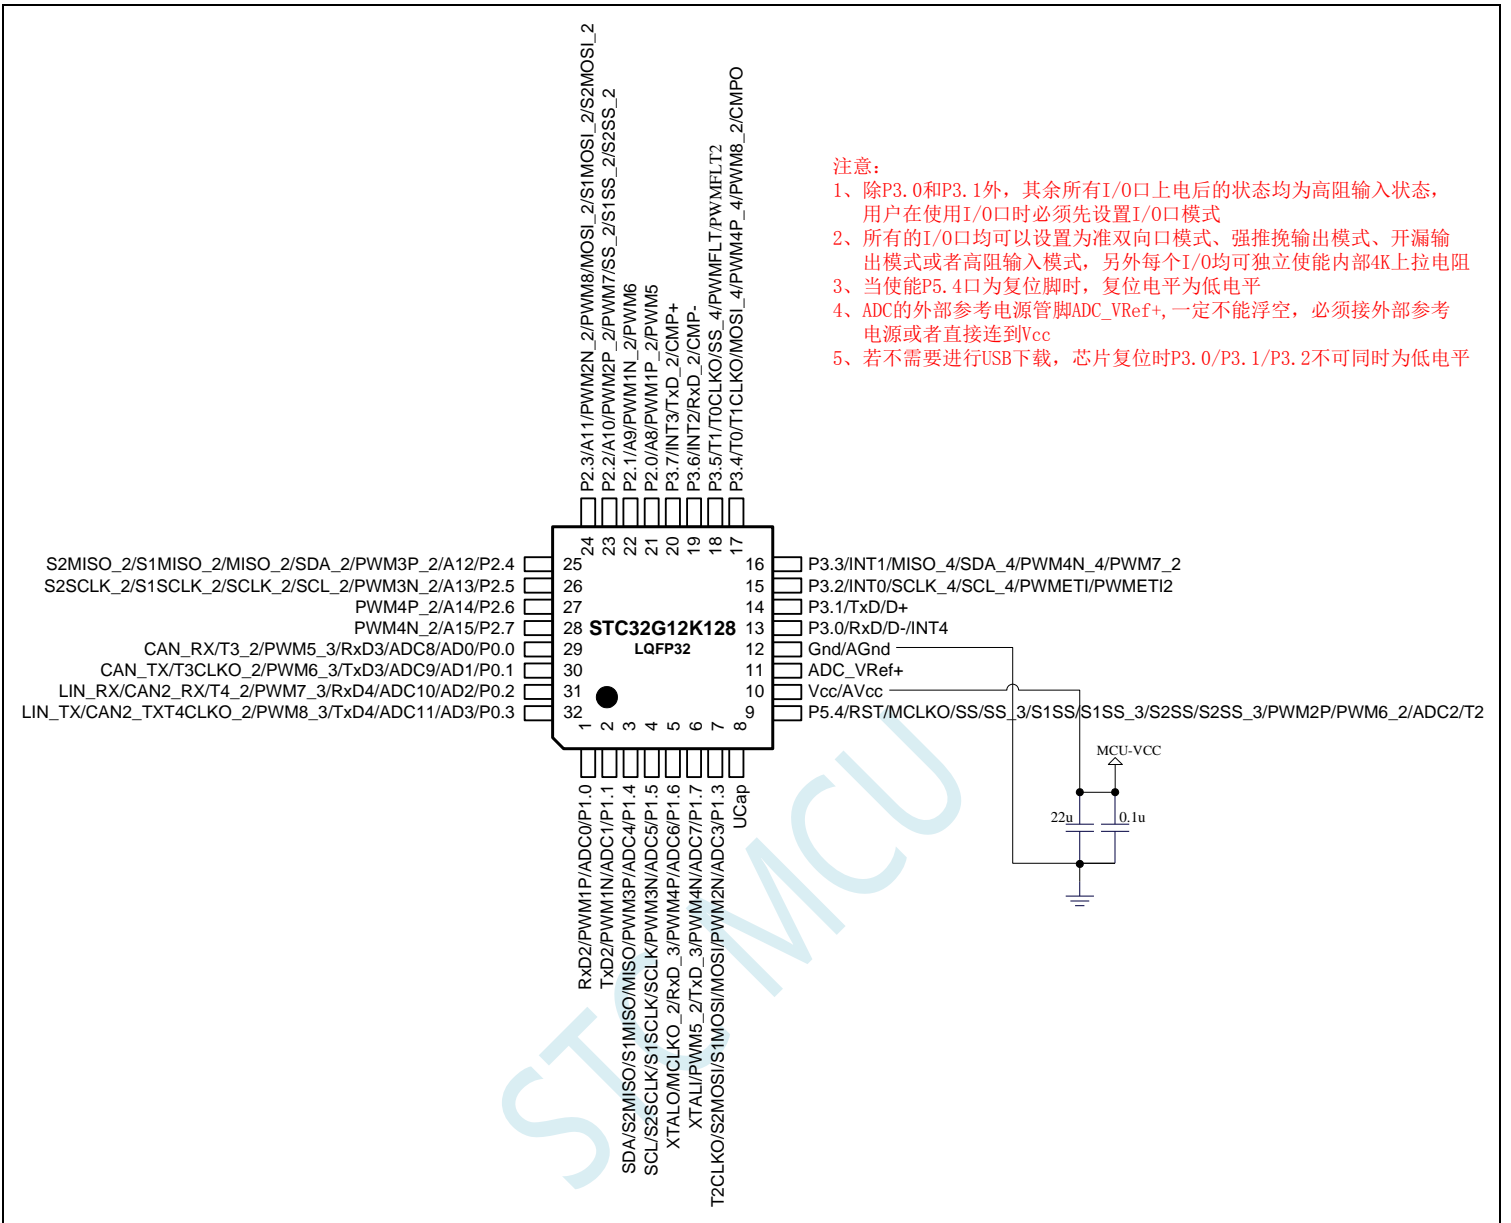 P2.3/A11/PWM2N_2/PWM8/MOSI_2/S1MOSI_2/S2MOSI_2
P2.2/A10/PWM2P_2/PWM7/SS_2/S1SS_2/S2SS_2
P2.1/A9/PWM1N_2/PWM6
P2.0/A8/PWM1P_2/PWM5
P3.7/INT3/TxD_2/CMP+
P3.6/INT2/RxD_2/CMP-
P3.5/T1/T0CLKO/SS_4/PWMFLT/PWMFLT2
P3.4/T0/T1CLKO/MOSI_4/PWM4P_4/PWM8_2/CMPO
注意：
1、除P3.0和P3.1外，其余所有I/O口上电后的状态均为高阻输入状态，
用户在使用I/O口时必须先设置I/O口模式
2、所有的I/O口均可以设置为准双向口模式、强推挽输出模式、开漏输
出模式或者高阻输入模式，另外每个I/O均可独立使能内部4K上拉电阻
3、当使能P5.4口为复位脚时，复位电平为低电平
4、ADC的外部参考电源管脚ADC_VRef+,一定不能浮空，必须接外部参考
电源或者直接连到Vcc
5、若不需要进行USB下载，芯片复位时P3.0/P3.1/P3.2不可同时为低电平
24 23 22 21 20 19 18 17
S2MISO_2/S1MISO_2/MISO_2/SDA_2/PWM3P_2/A12/P2.4 25
S2SCLK_2/S1SCLK_2/SCLK_2/SCL_2/PWM3N_2/A13/P2.5 26
PWM4P_2/A14/P2.6 27
PWM4N_2/A15/P2.7 28
CAN_RX/T3_2/PWM5_3/RxD3/ADC8/AD0/P0.0 29
CAN_TX/T3CLKO_2/PWM6_3/TxD3/ADC9/AD1/P0.1 30
LIN_RX/CAN2_RX/T4_2/PWM7_3/RxD4/ADC10/AD2/P0.2 31
LIN_TX/CAN2_TXT4CLKO_2/PWM8_3/TxD4/ADC11/AD3/P0.3 32
STC32G12K128
LQFP32
16 P3.3/INT1/MISO_4/SDA_4/PWM4N_4/PWM7_2
15 P3.2/INT0/SCLK_4/SCL_4/PWMETI/PWMETI2
14 P3.1/TxD/D+
13 P3.0/RxD/D-/INT4
12 Gnd/AGnd
11 ADC_VRef+
10 Vcc/AVcc
9 P5.4/RST/MCLKO/SS/SS_3/S1SS/S1SS_3/S2SS/S2SS_3/PWM2P/PWM6_2/ADC2/T2
1 2 3 4 5 6 7 8
RxD2/PWM1P/ADC0/P1.0
TxD2/PWM1N/ADC1/P1.1
SDA/S2MISO/S1MISO/MISO/PWM3P/ADC4/P1.4
SCL/S2SCLK/S1SCLK/SCLK/PWM3N/ADC5/P1.5
XTALO/MCLKO_2/RxD_3/PWM4P/ADC6/P1.6
XTALI/PWM5_2/TxD_3/PWM4N/ADC7/P1.7
T2CLKO/S2MOSI/S1MOSI/MOSI/PWM2N/ADC3/P1.3
UCap
MCU-VCC
22u 0.1u
STC MCU